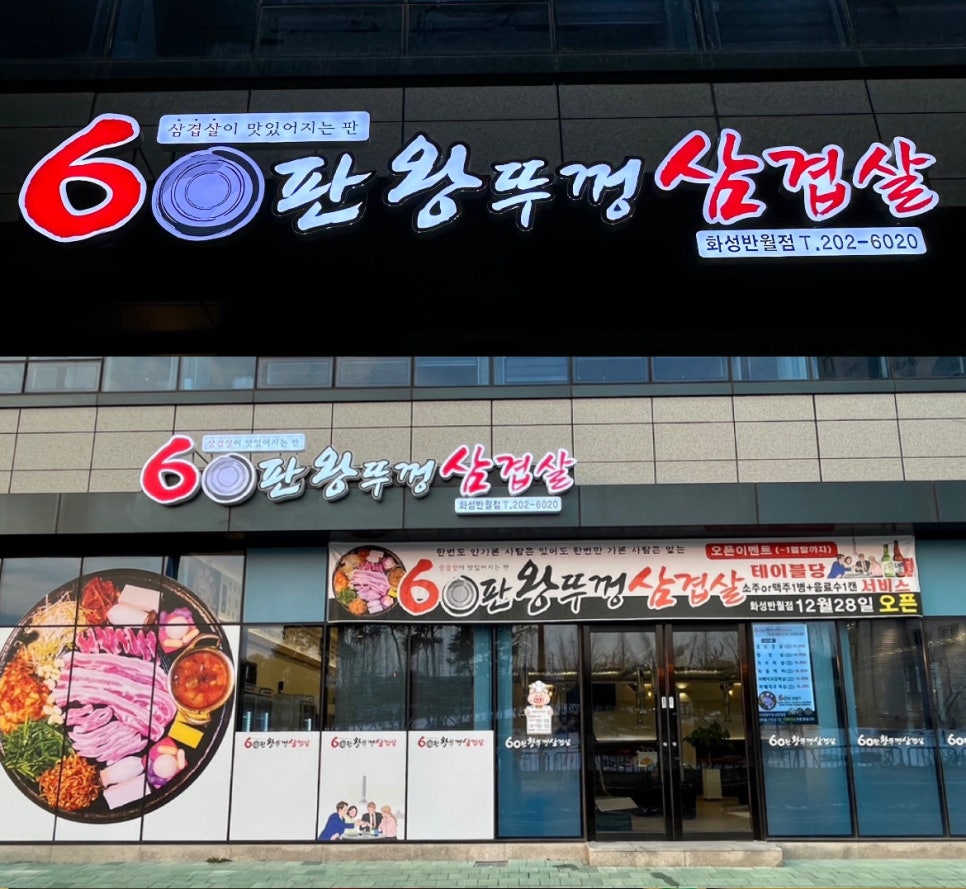 삼겹살이 맛있어지는 판
60판왕뚜껑삼겹살
화성반월점 T.202-6020
삼겹살이 맛있어지는 판
60판왕뚜껑삼겹살
화성반월점 T.202-6020
한번도 안가본 사람은 있어도 한번만 가본 사람은 없는
삼겹살이 맛있어지는 판
60판왕뚜껑삼겹살
오픈이벤트 (~1월말까지)
테이블당
소주or맥주1병+음료수1캔 서비스
화성반월점 12월28일 오픈
60판왕뚜껑삼겹살
60판왕뚜껑삼겹살
60판왕뚜껑삼겹살
60판왕뚜껑삼겹살
60판왕뚜껑삼겹살
60판왕뚜껑삼겹살
60